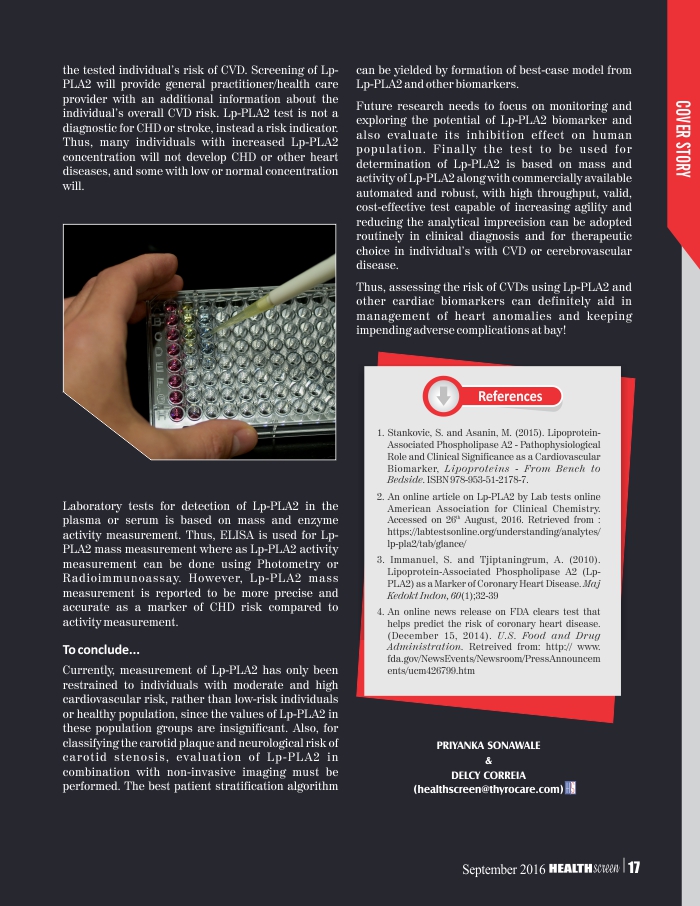 the tested individual's risk of CVD. Screening of Lp-
PLA2 will provide general practitioner/health care
provider with an additional information about the
individual's overall CVD risk. Lp-PLA2 test is not a
diagnostic for CHD or stroke, instead a risk indicator.
Thus, many individuals with increased Lp-PLA2
concentration will not develop CHD or other heart
diseases, and some with low or normal concentration
will.
Laboratory tests for detection of Lp-PLA2 in the
plasma or serum is based on mass and enzyme
activity measurement. Thus, ELISA is used for Lp-
PLA2 mass measurement where as Lp-PLA2 activity
measurement can be done using Photometry or
Radioimmunoassay. However, Lp-PLA2 mass
measurement is reported to be more precise and
accurate as a marker of CHD risk compared to
activity measurement.
To conclude...
Currently, measurement of Lp-PLA2 has only been
restrained to individuals with moderate and high
cardiovascular risk, rather than low-risk individuals
or healthy population, since the values of Lp-PLA2 in
these population groups are insignificant. Also, for
classifying the carotid plaque and neurological risk of
carotid stenosis, evaluation of Lp-PLA2 in
combination with non-invasive imaging must be
performed. The best patient stratification algorithm
can be yielded by formation of best-case model from
Lp-PLA2 and other biomarkers.
Future research needs to focus on monitoring and
exploring the potential of Lp-PLA2 biomarker and
also evaluate its inhibition effect on human
population. Finally the test to be used for
determination of Lp-PLA2 is based on mass and
activity of Lp-PLA2 along with commercially available
automated and robust, with high throughput, valid,
cost-effective test capable of increasing agility and
reducing the analytical imprecision can be adopted
routinely in clinical diagnosis and for therapeutic
choice in individual's with CVD or cerebrovascular
disease.
Thus, assessing the risk of CVDs using Lp-PLA2 and
other cardiac biomarkers can definitely aid in
management of heart anomalies and keeping
impending adverse complications at bay!
References
1. Stankovic, S. and Asanin, M. (2015). Lipoprotein-
Associated Phospholipase A2 - Pathophysiological
Role and Clinical Significance as a Cardiovascular
Biomarker, Lipoproteins - From Bench to
Bedside. ISBN 978-953-51-2178-7.
2. An online article on Lp-PLA2 by Lab tests online
American Association for Clinical Chemistry.
Accessed on 26th August, 2016. Retrieved from :
https://labtestsonline.org/understanding/analytes/
lp-pla2/tab/glance/
3. Immanuel, S. and Tjiptaningrum, A. (2010).
Lipoprotein-Associated Phospholipase A2 (Lp-
PLA2) as a Marker of Coronary Heart Disease. Maj
Kedokt Indon, 60(1);32-39
4. An online news release on FDA clears test that
helps predict the risk of coronary heart disease.
(December 15, 2014). U.S. Food and Drug
Administration. Retreived from: http:// www.
fda.gov/NewsEvents/Newsroom/PressAnnouncem
ents/ucm426799.htm
PRIYANKA SONAWALE
&
DELCY CORREIA
(healthscreen@thyrocare.com)
COVER STORY
September 2016 HEALTHscreen | 17